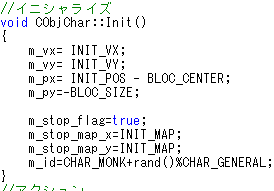 //イニシャライズ
void CObjChar::Init()
{
m_vx= INIT_VX;
m_vy= INIT_VY;
m_px= INIT_POS - BLOC_CENTER;
m_py=-BLOC_SIZE;
m_stop_flag=true;
m_stop_map_x=INIT_MAP;
m_stop_map_y=INIT_MAP;
m_id=CHAR_MONK+rand()%CHAR_GENERAL;
}
//アクション